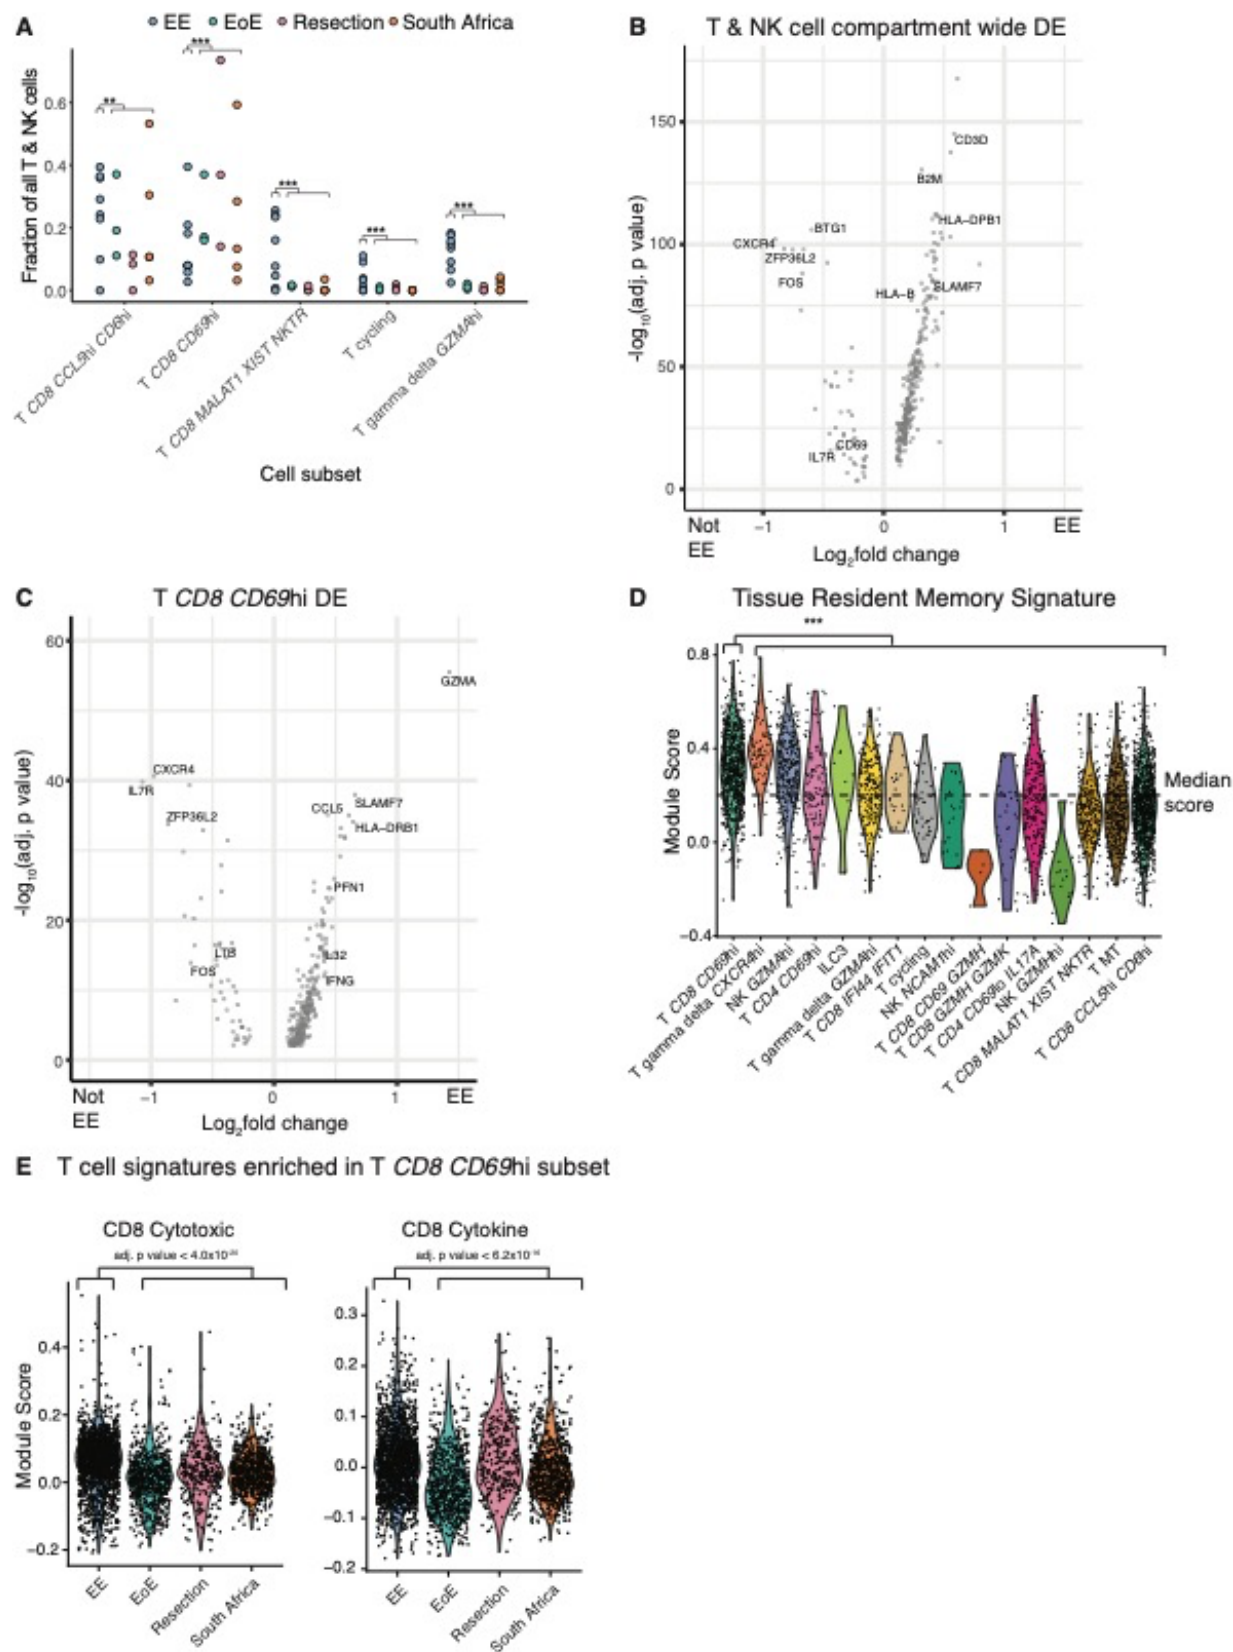 A
EE EoE Resection South Africa
Fraction of all T & NK cells
0.6
0.4
0.2
0.0
** *** *** *** ***
T CD8 CCL5hi CD8hi
T CD8 CD69hi
T CD8 MALAT1 XIST NKTR
T cycling
T gamma delta GZMAhi
Cell subset
B T & NK cell compartment wide DE
-log10(adj. p value)
150
100
50
0
CD3D
B2M
HLA-DPB1
BTG1
CXCR4
ZFP36L2
FOS
SLAMF7
HLA-B
CD69
IL7R
Not EE
−1 0 1
EE
Log2fold change
C T CD8 CD69hi DE
-log10(adj. p value)
60
40
20
0
GZMA
CXCR4
IL7R
SLAMF7
CCL5
ZFP36L2
HLA-DRB1
PFN1
LTB
IL32
FOS
IFNG
Not EE
−1 0 1
EE
Log2fold change
D Tissue Resident Memory Signature
***
Module Score
0.8
0.4
0.0
−0.4
Median
score
T CD8 CD69hi
T gamma delta CXCR4hi
NK GZMAhi
T CD4 CD69hi
ILC3
T gamma delta GZMAhi
T CD8 IFI44 IFIT1
T cycling
NK NCAM1hi
T CD8 CD69 GZMH
T CD8 GZMH GZMK
T CD4 CD69lo IL17A
NK GZMHhi
T CD8 MALAT1 XIST NKTR
T MT
T CD8 CCL5hi CD8hi
E T cell signatures enriched in T CD8 CD69hi subset
CD8 Cytotoxic
Module Score
0.4
0.2
0.0
−0.2
EE
EoE
Resection
South Africa
CD8 Cytokine
0.3
0.2
0.1
0.0
−0.1
−0.2
EE
EoE
Resection
South Africa